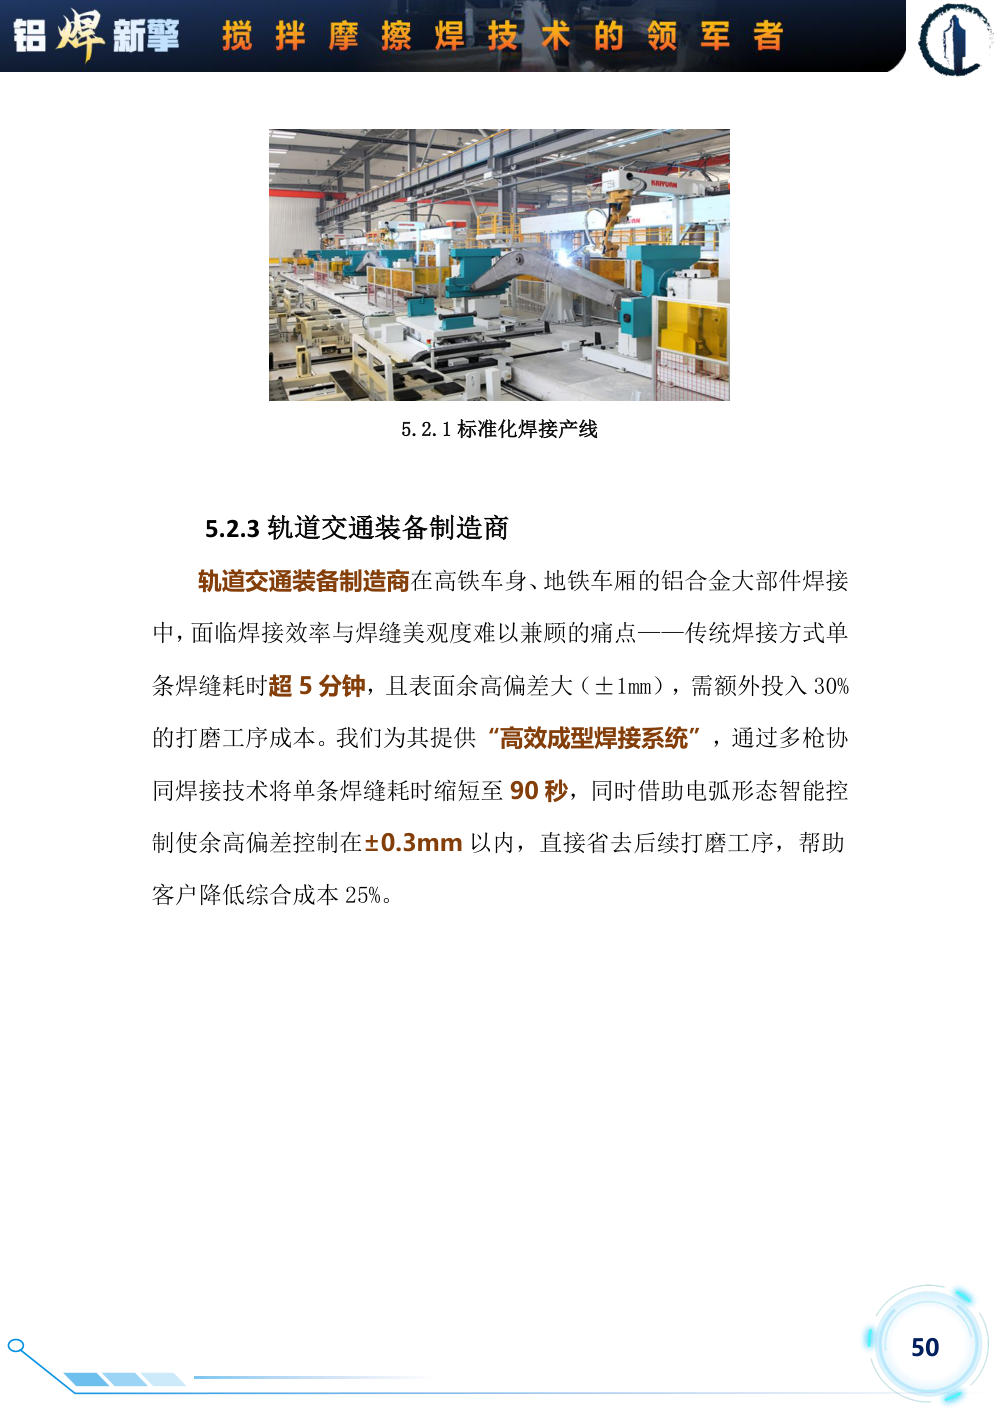 铝焊新擎 搅拌摩擦焊技术的领军者
KAIYUAN
5.2.1 标准化焊接产线
5.2.3 轨道交通装备制造商
轨道交通装备制造商在高铁车身、地铁车厢的铝合金大部件焊接
中，面临焊接效率与焊缝美观度难以兼顾的痛点——传统焊接方式单
条焊缝耗时超 5 分钟，且表面余高偏差大（±1mm），需额外投入 30%
的打磨工序成本。我们为其提供“高效成型焊接系统”，通过多枪协
同焊接技术将单条焊缝耗时缩短至 90 秒，同时借助电弧形态智能控
制使余高偏差控制在±0.3mm 以内，直接省去后续打磨工序，帮助
客户降低综合成本 25%。
50